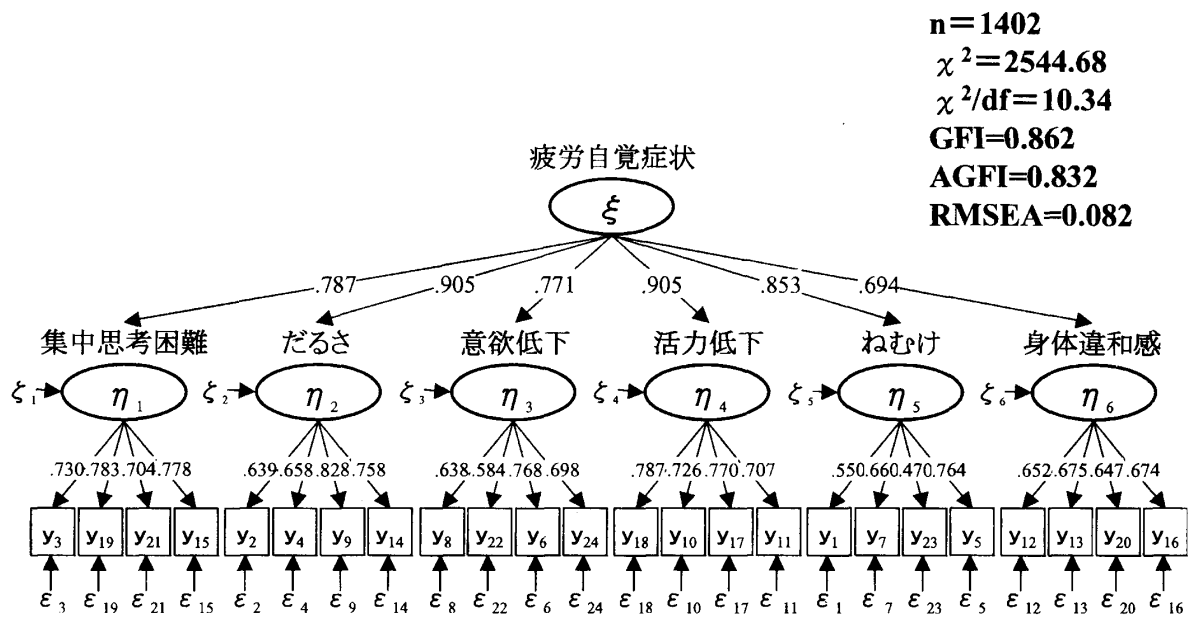 n=1402
χ²=2544.68
χ²/df=10.34
GFI=0.862
AGFI=0.832
RMSEA=0.082
疲労自覚症状
ξ
.787 .905 .771 .905 .853 .694
集中思考困難 だるさ 意欲低下 活力低下 ねむけ 身体違和感
ζ₁ η₁ ζ₂ η₂ ζ₃ η₃ ζ₄ η₄ ζ₅ η₅ ζ₆ η₆
.730 .783 .704 .778 .639 .658 .828 .758 .638 .584 .768 .698 .787 .726 .770 .707 .550 .660 .470 .764 .652 .675 .647 .674
y₃ y₁₉ y₂₁ y₁₅ y₂ y₄ y₉ y₁₄ y₈ y₂₂ y₆ y₂₄ y₁₈ y₁₀ y₁₇ y₁₁ y₁ y₇ y₂₃ y₅ y₁₂ y₁₃ y₂₀ y₁₆
ε₃ ε₁₉ ε₂₁ ε₁₅ ε₂ ε₄ ε₉ ε₁₄ ε₈ ε₂₂ ε₆ ε₂₄ ε₁₈ ε₁₀ ε₁₇ ε₁₁ ε₁ ε₇ ε₂₃ ε₅ ε₁₂ ε₁₃ ε₂₀ ε₁₆